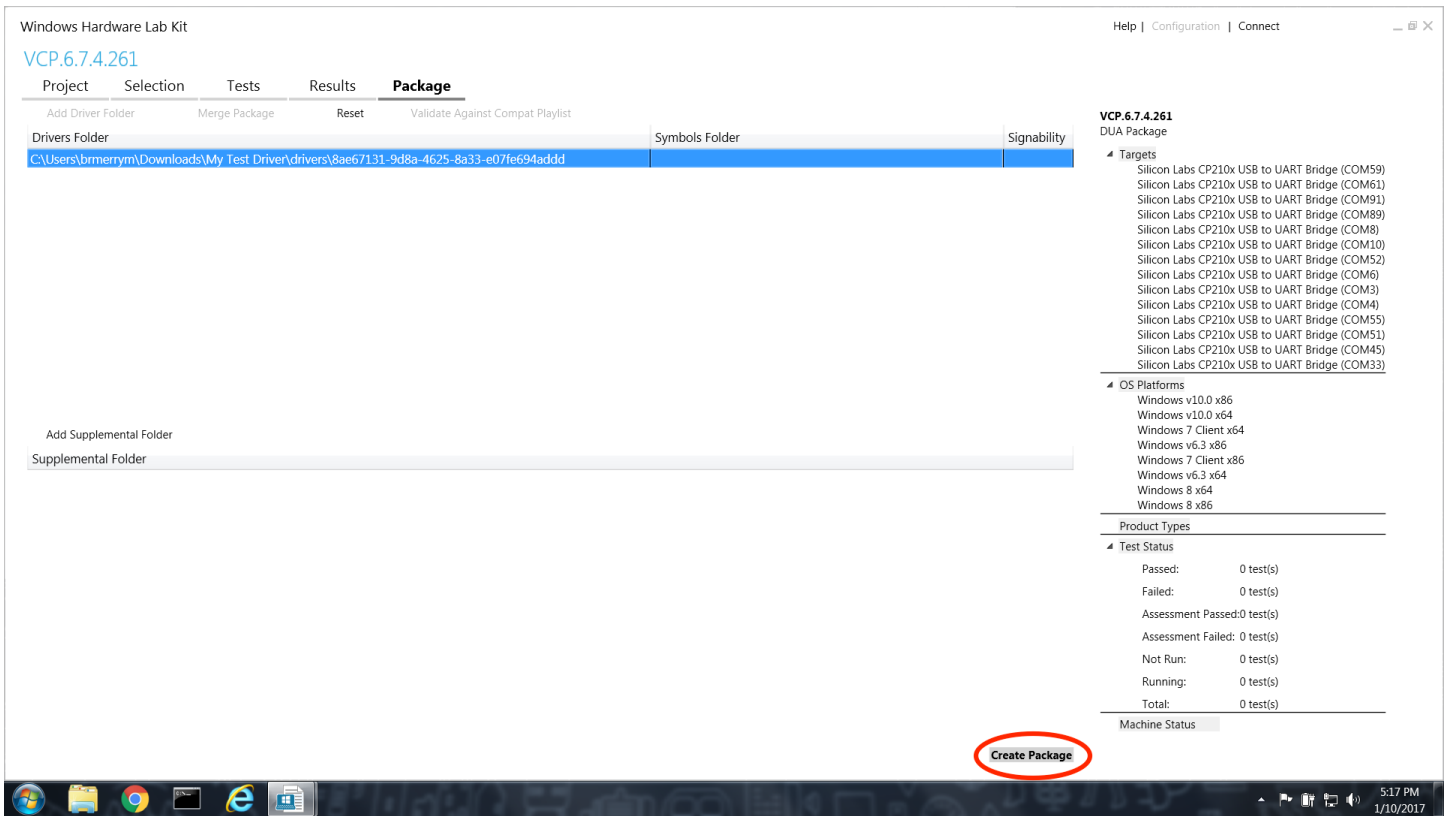 Windows Hardware Lab Kit
Help | Configuration | Connect
VCP.6.7.4.261
Project Selection Tests Results Package
Add Driver Folder Merge Package Reset Validate Against Compat Playlist
Drivers Folder Symbols Folder Signability
C:\Users\brmerrym\Downloads\My Test Driver\drivers\8ae67131-9d8a-4625-8a33-e07fe694addd
Add Supplemental Folder
Supplemental Folder
Create Package
VCP.6.7.4.261
DUA Package
Targets
Silicon Labs CP210x USB to UART Bridge (COM59)
Silicon Labs CP210x USB to UART Bridge (COM61)
Silicon Labs CP210x USB to UART Bridge (COM91)
Silicon Labs CP210x USB to UART Bridge (COM89)
Silicon Labs CP210x USB to UART Bridge (COM8)
Silicon Labs CP210x USB to UART Bridge (COM10)
Silicon Labs CP210x USB to UART Bridge (COM52)
Silicon Labs CP210x USB to UART Bridge (COM6)
Silicon Labs CP210x USB to UART Bridge (COM3)
Silicon Labs CP210x USB to UART Bridge (COM4)
Silicon Labs CP210x USB to UART Bridge (COM55)
Silicon Labs CP210x USB to UART Bridge (COM51)
Silicon Labs CP210x USB to UART Bridge (COM45)
Silicon Labs CP210x USB to UART Bridge (COM33)
OS Platforms
Windows v10.0 x86
Windows v10.0 x64
Windows 7 Client x64
Windows v6.3 x86
Windows 7 Client x86
Windows v6.3 x64
Windows 8 x64
Windows 8 x86
Product Types
Test Status
Passed: 0 test(s)
Failed: 0 test(s)
Assessment Passed:0 test(s)
Assessment Failed: 0 test(s)
Not Run: 0 test(s)
Running: 0 test(s)
Total: 0 test(s)
Machine Status
5:17 PM
1/10/2017